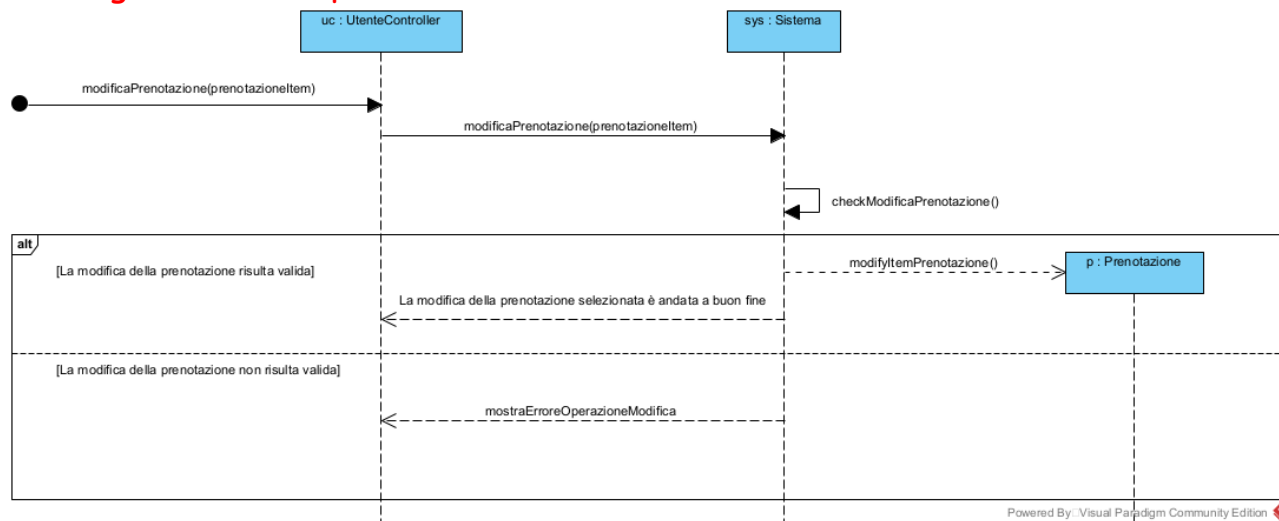 uc : UtenteController
sys : Sistema
modificaPrenotazione(prenotazioneItem)
modificaPrenotazione(prenotazioneItem)
checkModificaPrenotazione()
alt
[La modifica della prenotazione risulta valida]
modifyItemPrenotazione()
p : Prenotazione
La modifica della prenotazione selezionata è andata a buon fine
[La modifica della prenotazione non risulta valida]
mostraErroreOperazioneModifica
Powered By Visual Paradigm Community Edition